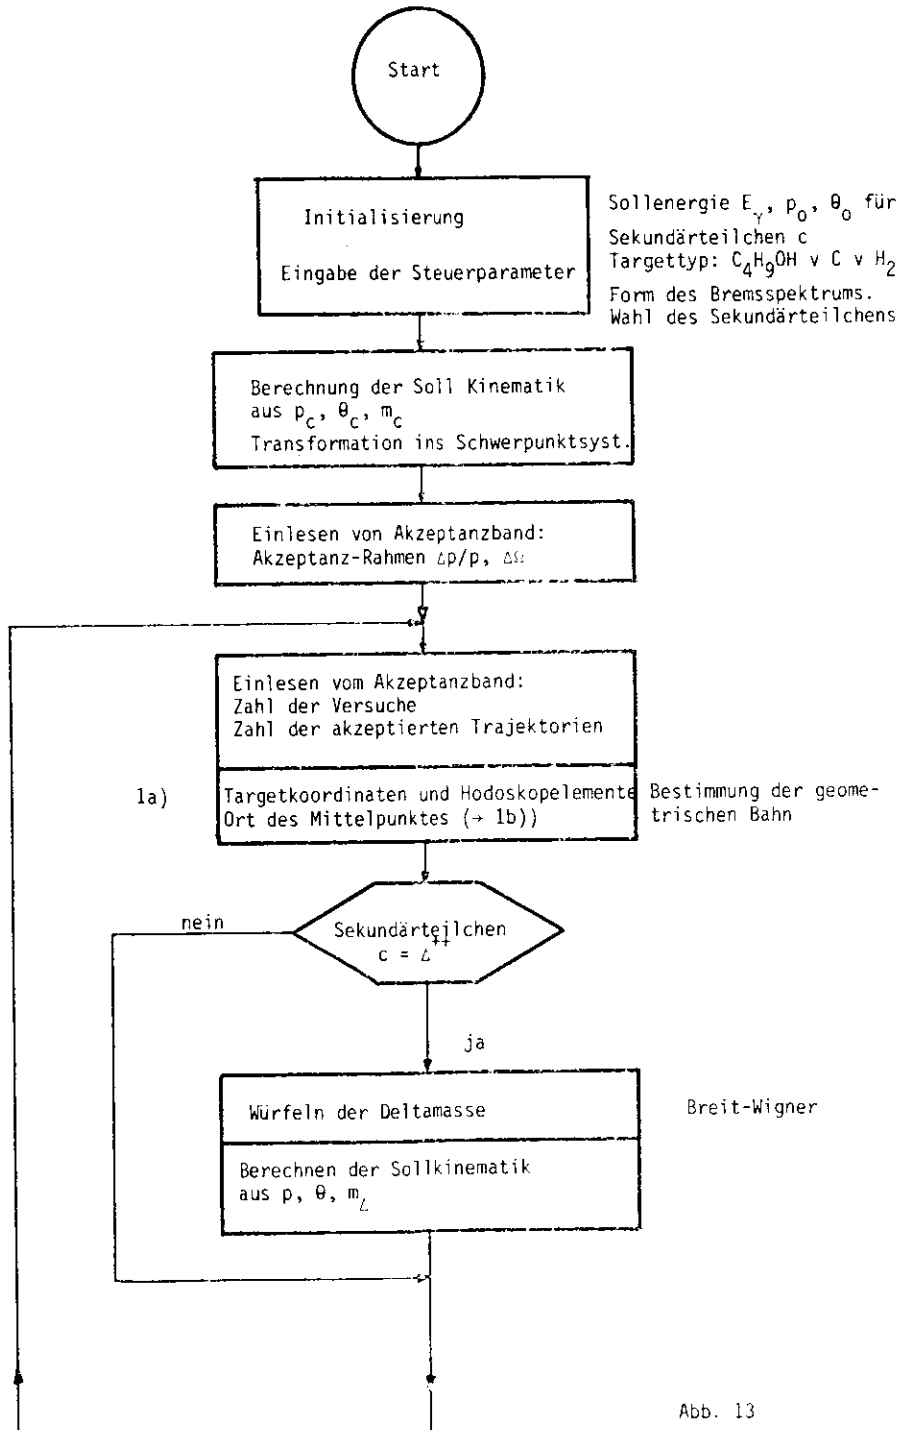 Start
Initialisierung
Eingabe der Steuerparameter
Sollenergie E_γ, p_o, θ_o für
Sekundärteilchen c
Targettyp: C_4H_9OH v C v H_2
Form des Bremsspektrums.
Wahl des Sekundärteilchens
Berechnung der Soll Kinematik
aus p_c, θ_c, m_c
Transformation ins Schwerpunktsyst.
Einlesen von Akzeptanzband:
Akzeptanz-Rahmen Δp/p, ΔΩ
Einlesen vom Akzeptanzband:
Zahl der Versuche
Zahl der akzeptierten Trajektorien
1a)
Targetkoordinaten und Hodoskopelemente
Ort des Mittelpunktes (→ 1b))
Bestimmung der geome-
trischen Bahn
nein
Sekundärteilchen
c = Δ^++
ja
Würfeln der Deltamasse
Breit-Wigner
Berechnen der Sollkinematik
aus p, θ, m_Δ
Abb. 13